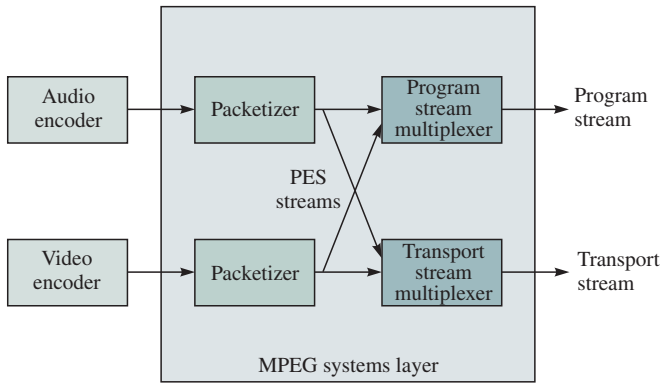 Audio
encoder
Packetizer
Program
stream
multiplexer
Program
stream
PES
streams
Video
encoder
Packetizer
Transport
stream
multiplexer
Transport
stream
MPEG systems layer